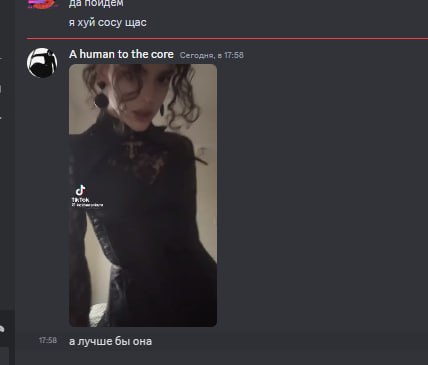 да пойдем
я хуй сосу щас
A human to the core Сегодня, в 17:58
TikTok
17:58 а лучше бы она